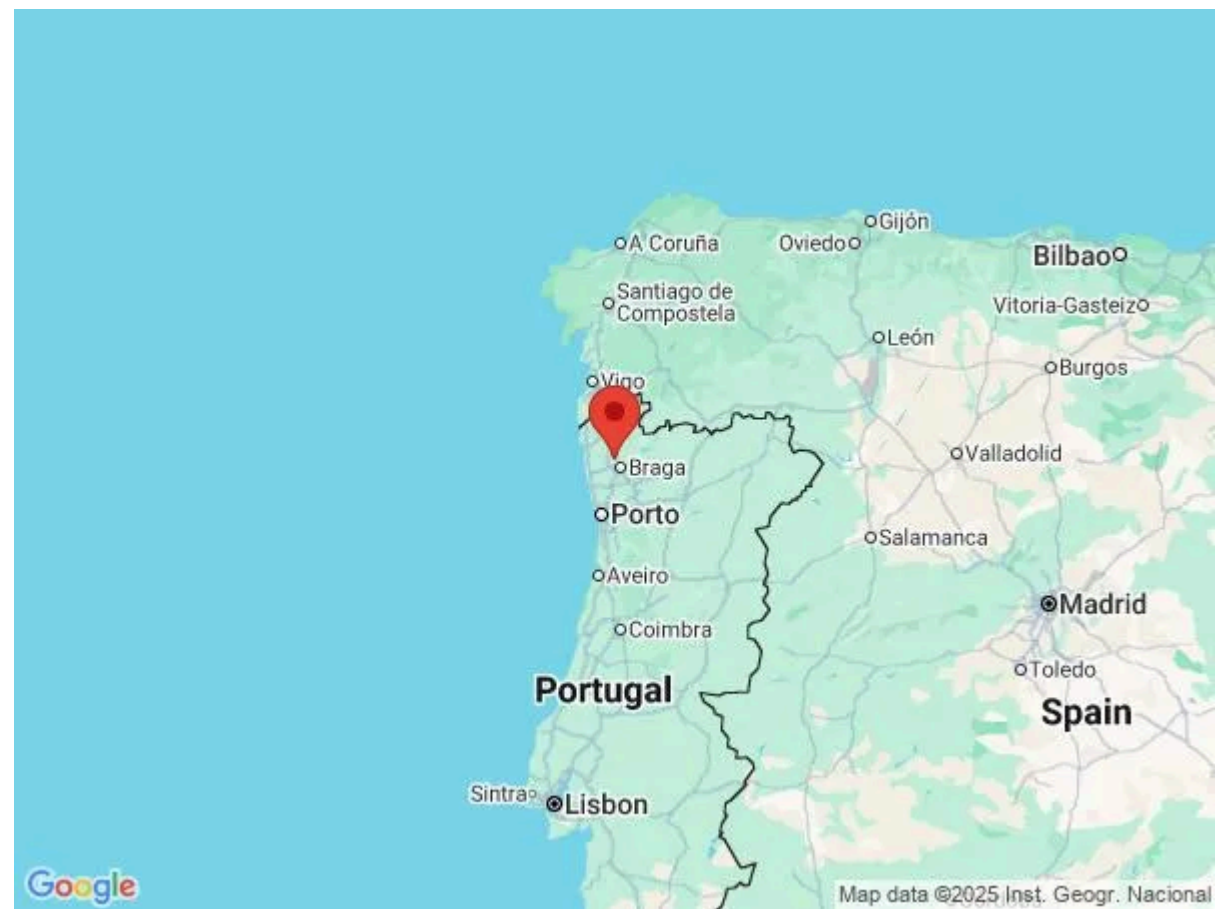 Gijón
A Coruña
Oviedo
Bilbao
Santiago de
Compostela
Vitoria-Gasteiz
León
Burgos
Vigo
Valladolid
Braga
Porto
Salamanca
Aveiro
Madrid
Coimbra
Toledo
Portugal
Spain
Sintra
Lisbon
Google
Map data ©2025 Inst. Geogr. Nacional